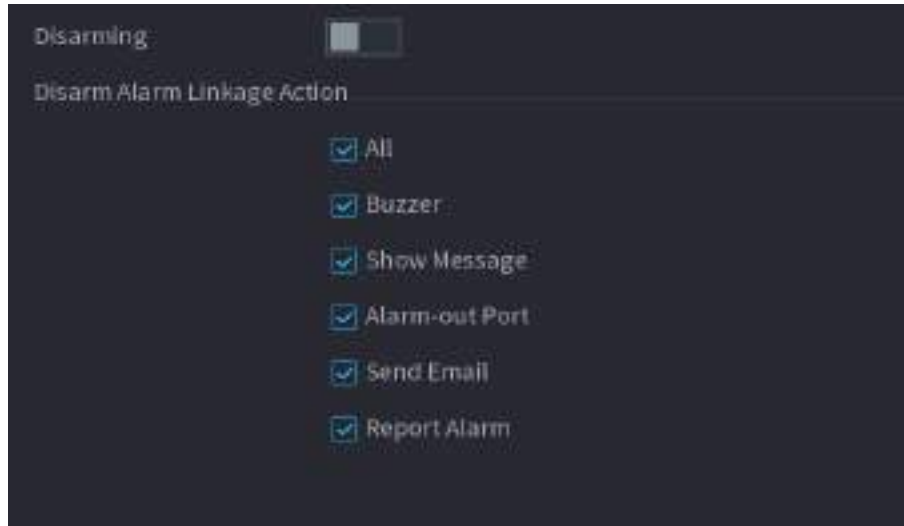 Disarming
Disarm Alarm Linkage Action
All
Buzzer
Show Message
Alarm-out Port
Send Email
Report Alarm